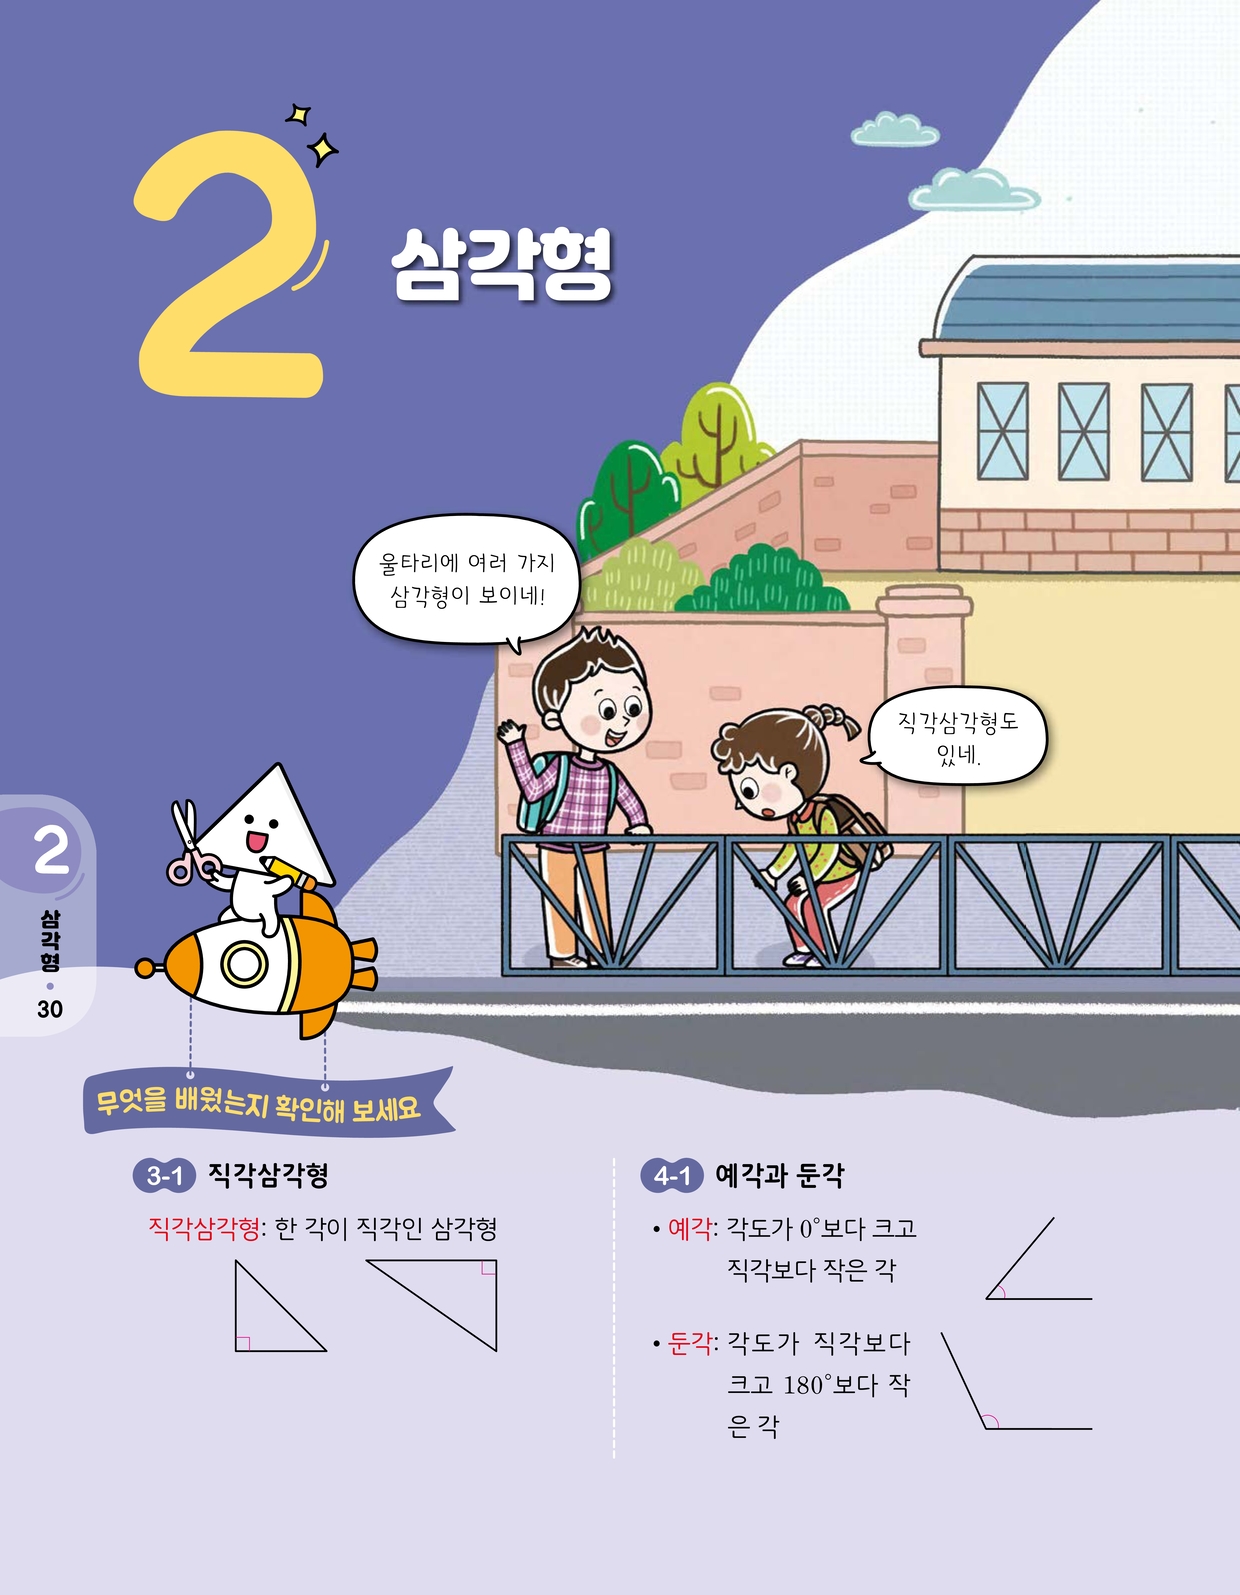 2
삼각형
울타리에 여러 가지
삼각형이 보이네!
직각삼각형도
있네.
2
삼각형
30
무엇을 배웠는지 확인해 보세요
3-1 직각삼각형
직각삼각형: 한 각이 직각인 삼각형
4-1 예각과 둔각
• 예각: 각도가 0°보다 크고
직각보다 작은 각
• 둔각: 각도가 직각보다
크고 180°보다 작
은 각